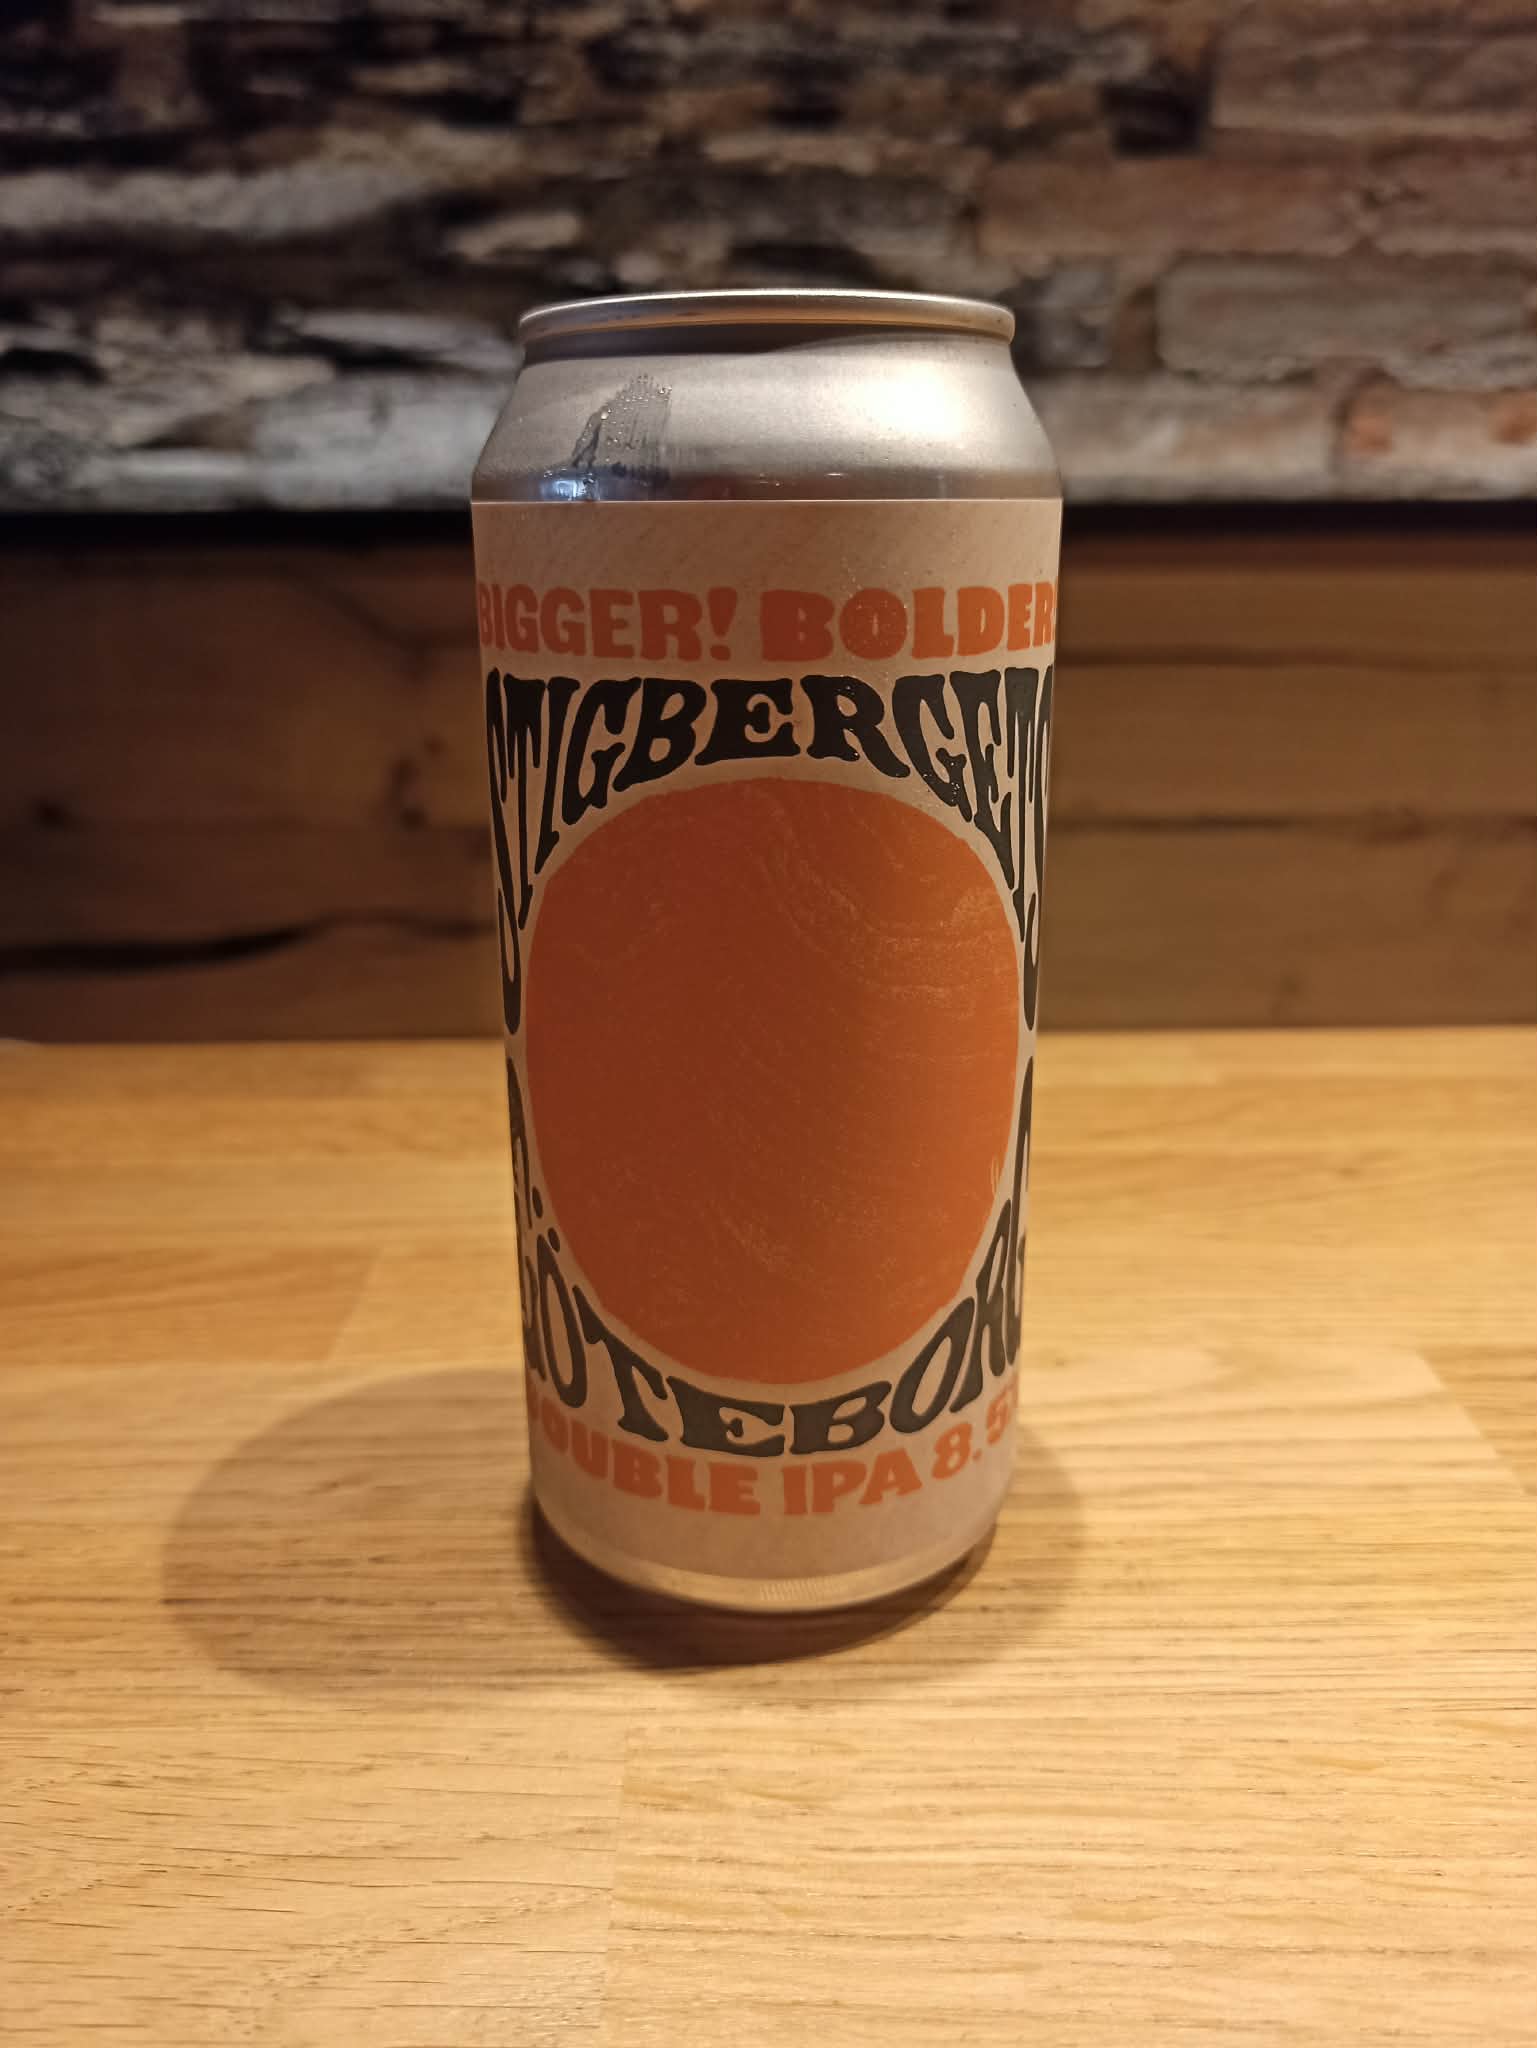 BIGGER! BOLDER!
STIGBERGETS
GÖTEBORG
DOUBLE IPA 8.5%